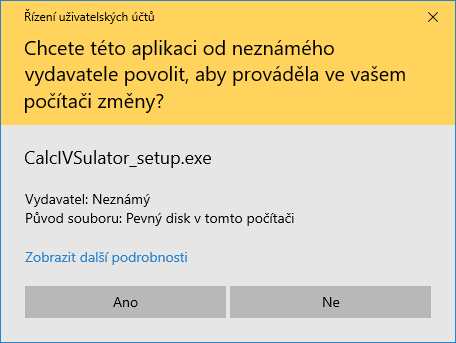 Řízení uživatelských účtů
Chcete této aplikaci od neznámého
vydavatele povolit, aby prováděla ve vašem
počítači změny?
CalcIVSulator_setup.exe
Vydavatel: Neznámý
Původ souboru: Pevný disk v tomto počítači
Zobrazit další podrobnosti
Ano
Ne